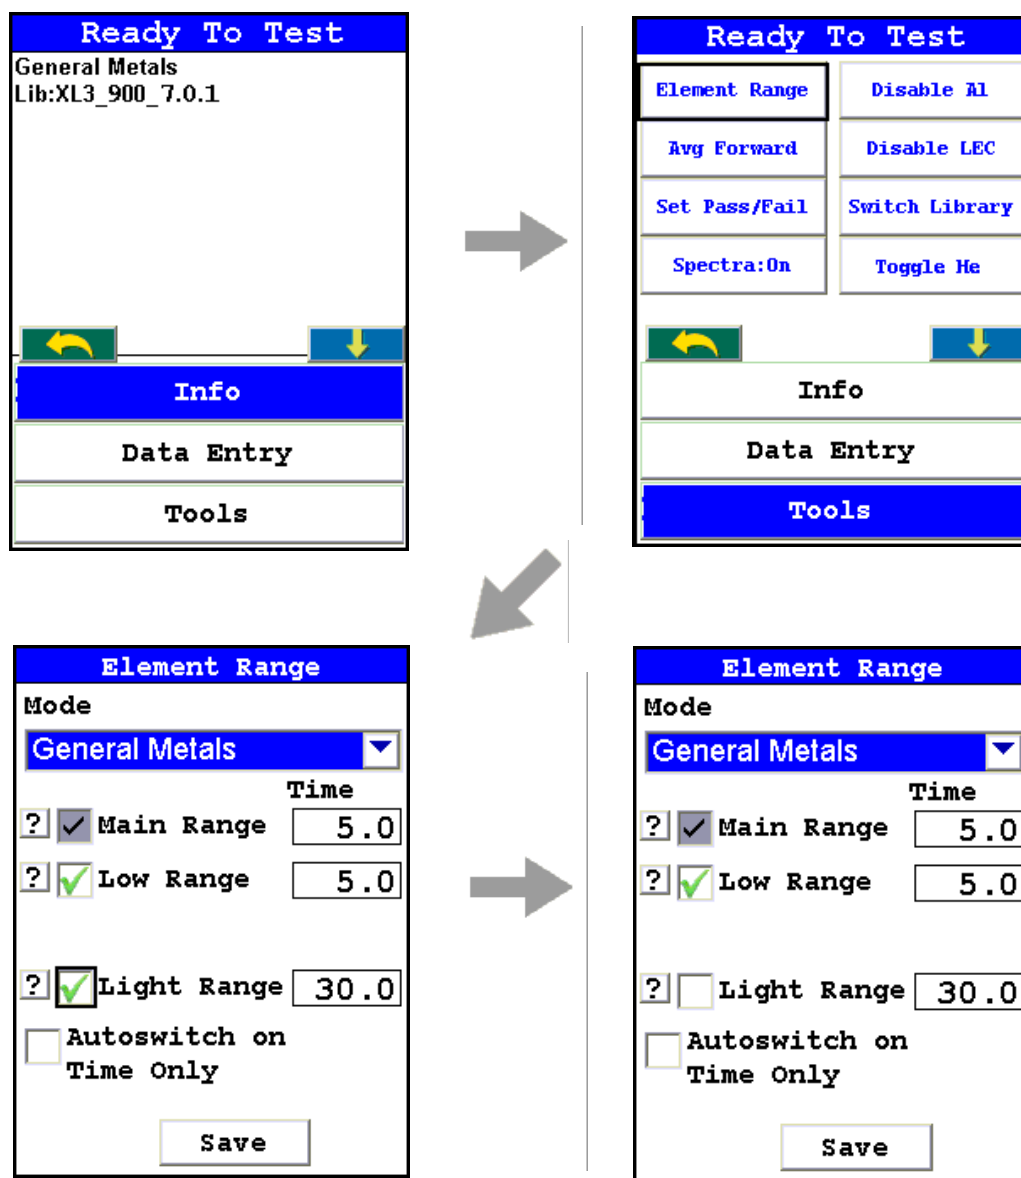 Ready To Test
General Metals
Lib:XL3_900_7.0.1
Info
Data Entry
Tools
Ready To Test
Element Range
Disable Al
Avg Forward
Disable LEC
Set Pass/Fail
Switch Library
Spectra:On
Toggle He
Info
Data Entry
Tools
Element Range
Mode
General Metals
Time
? Main Range 5.0
? Low Range 5.0
? Light Range 30.0
Autoswitch on
Time Only
Save
Element Range
Mode
General Metals
Time
? Main Range 5.0
? Low Range 5.0
? Light Range 30.0
Autoswitch on
Time Only
Save